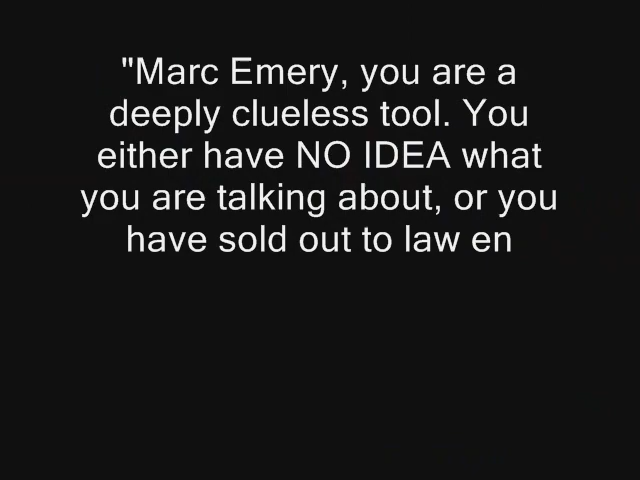 "Marc Emery, you are a
deeply clueless tool. You
either have NO IDEA what
you are talking about, or you
have sold out to law en